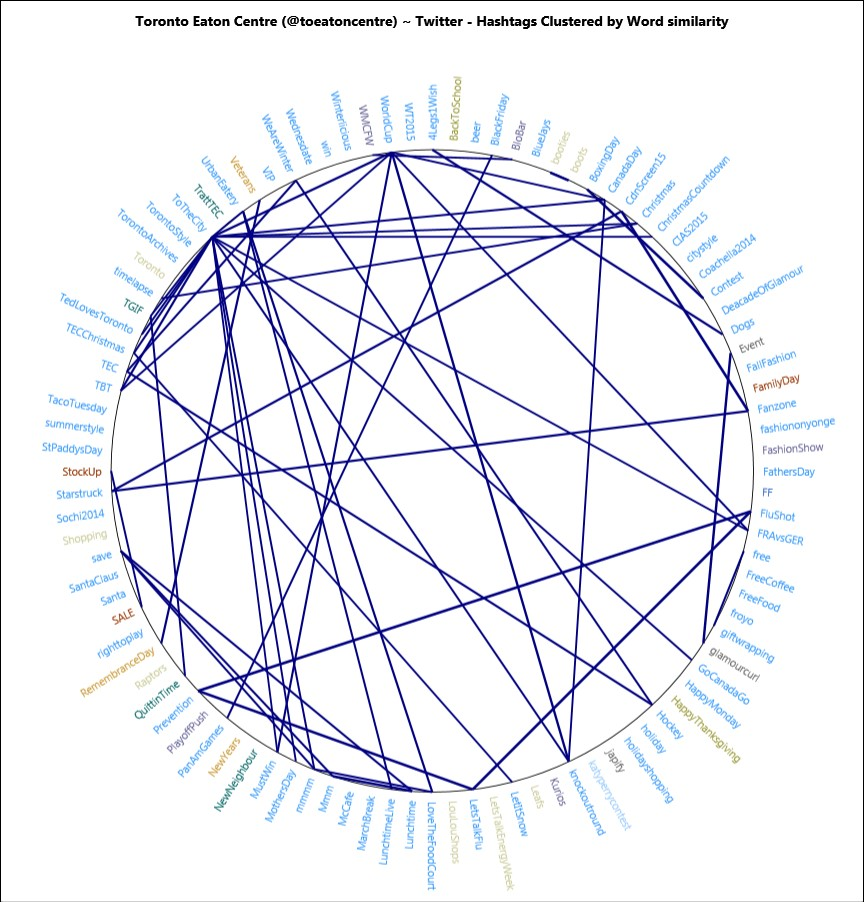 Toronto Eaton Centre (@toeatoncentre) ~ Twitter - Hashtags Clustered by Word similarity
4Legs1Wish
BackToSchool
beer
BlackFriday
BioBar
BlueJays
booties
boots
BoxingDay
CanadaDay
CdnScreen15
Christmas
ChristmasCountdown
CIAS2015
citystyle
Coachella2014
Contest
DeacadeOfGlamour
Dogs
Event
FallFashion
FamilyDay
Fanzone
fashiononyonge
FashionShow
FathersDay
FF
FluShot
FRAvsGER
free
FreeCoffee
FreeFood
froyo
giftwrapping
glamourcurl
GoCanadaGo
HappyMonday
HappyThanksgiving
Hockey
holiday
holidayshopping
japify
katyperrycontest
knockoutround
Kurios
Leafs
LetItSnow
LetsTalkEnergyWeek
LetsTalkFlu
LouLouShops
LoveTheFoodCourt
Lunchtime
LunchtimeLive
MarchBreak
McCafe
Mmm
mmmm
MothersDay
MustWin
NewNeighbour
NewYears
PanAmGames
PlayoffPush
Prevention
QuittinTime
Raptors
RemembranceDay
righttoplay
SALE
Santa
SantaClaus
save
Shopping
Sochi2014
Starstruck
StockUp
StPaddysDay
summerstyle
TacoTuesday
TBT
TEC
TECChristmas
TedLovesToronto
TGIF
timelapse
Toronto
TorontoArchives
TorontoStyle
ToTheCity
TrattTEC
UrbanEatery
Veterans
VIP
WeAreWinter
Wednesday
win
Winterlicious
WMCFW
WorldCup
WT2015